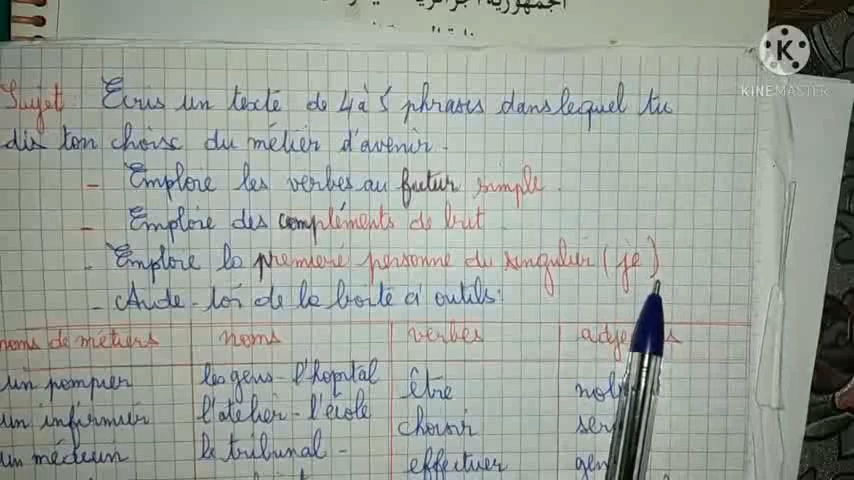 الجمهورية الجزائرية
KINEMASTER
Sujet: Ecris un texte de 4 à 5 phrases dans lequel tu
dis ton choix du métier d'avenir.
- Emploie les verbes au futur simple.
- Emploie des compléments de but
- Emploie la première personne du singulier (je)
- Aide-toi de la boîte à outils:
noms de métiers noms verbes
un pompier les gens - l'hopital être
un infirmier l'atelier - l'école choisir
un médecin le tribunal - effectuer